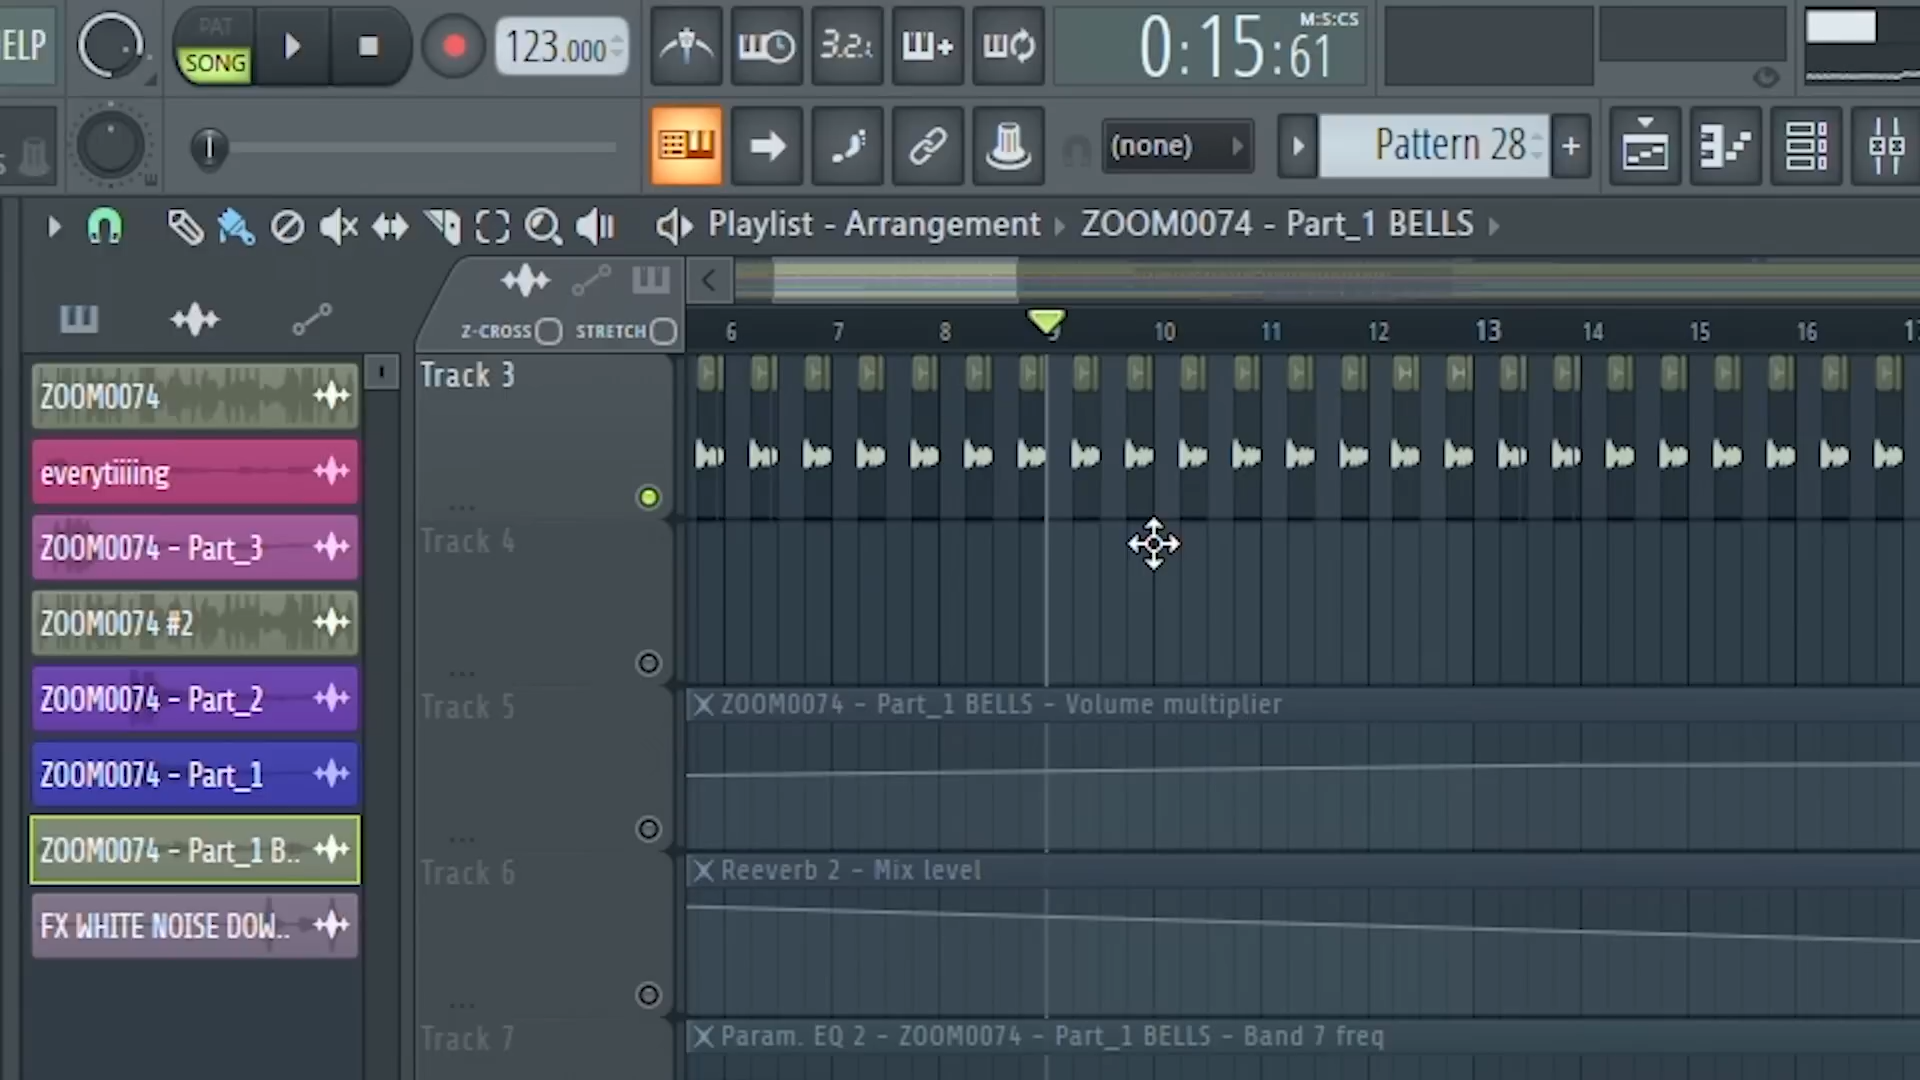 ELP
PAT
SONG
123.000
3.2.
M:S:CS
0:15:61
(none)
Pattern 28
+
Playlist - Arrangement
ZOOM0074 - Part_1 BELLS
Z-CROSS
STRETCH
6
7
8
9
10
11
12
13
14
15
16
ZOOM0074
everytiiiing
ZOOM0074 - Part_3
ZOOM0074 #2
ZOOM0074 - Part_2
ZOOM0074 - Part_1
ZOOM0074 - Part_1 B..
FX WHITE NOISE DOW..
Track 3
Track 4
Track 5
ZOOM0074 - Part_1 BELLS - Volume multiplier
Track 6
Reeverb 2 - Mix level
Track 7
Param. EQ 2 - ZOOM0074 - Part_1 BELLS - Band 7 freq